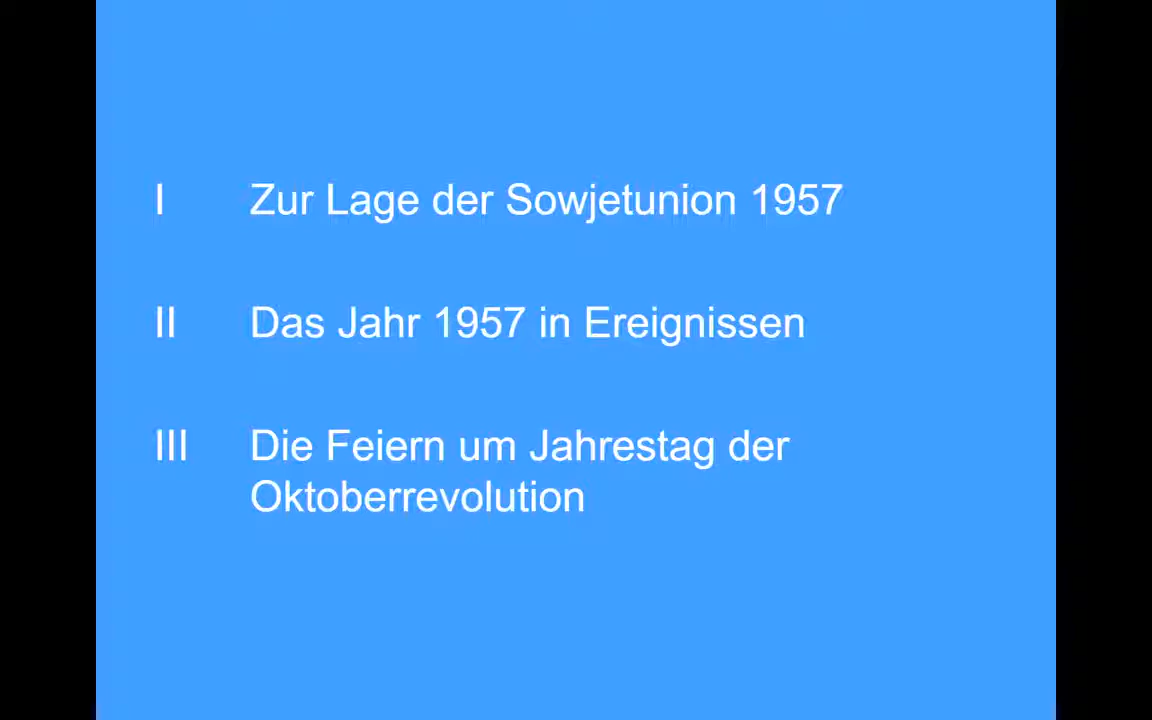 I Zur Lage der Sowjetunion 1957
II Das Jahr 1957 in Ereignissen
III Die Feiern um Jahrestag der
Oktoberrevolution